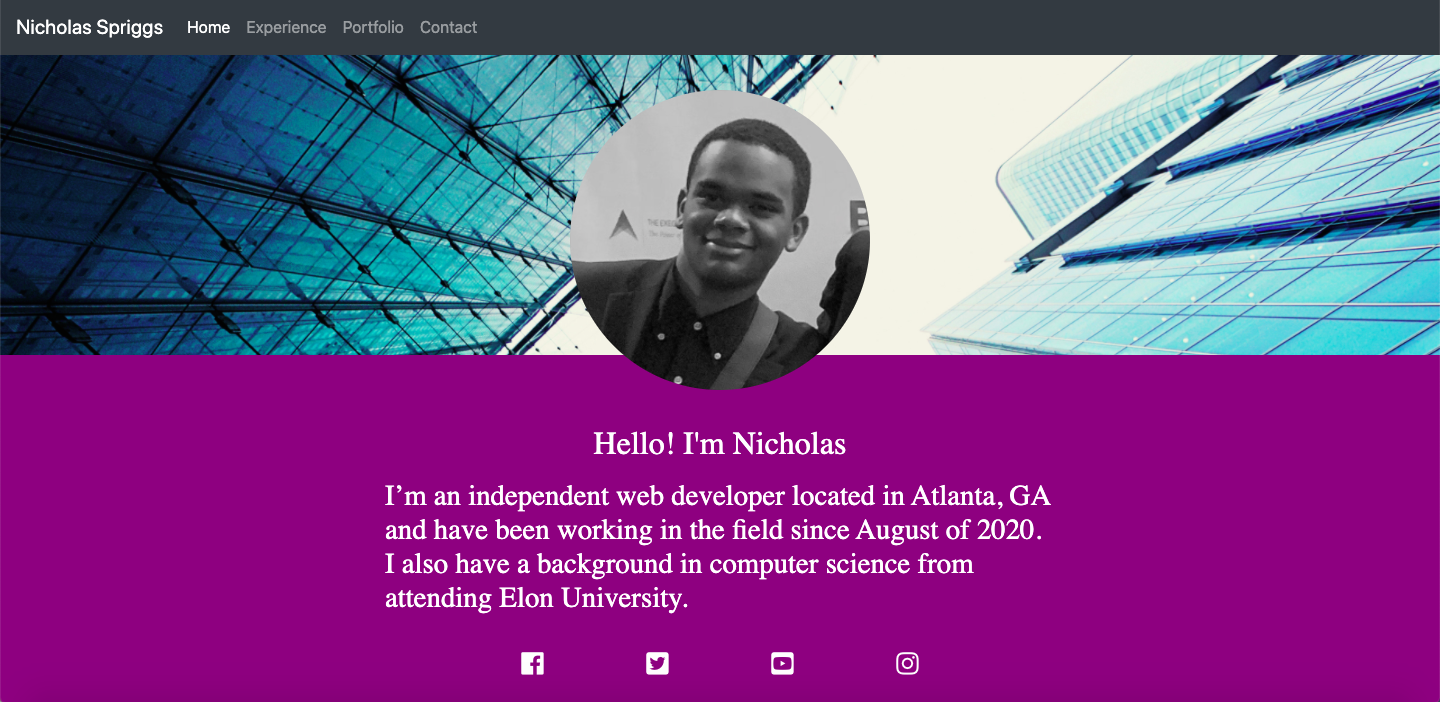 Nicholas Spriggs Home Experience Portfolio Contact
Hello! I'm Nicholas
I’m an independent web developer located in Atlanta, GA
and have been working in the field since August of 2020.
I also have a background in computer science from
attending Elon University.